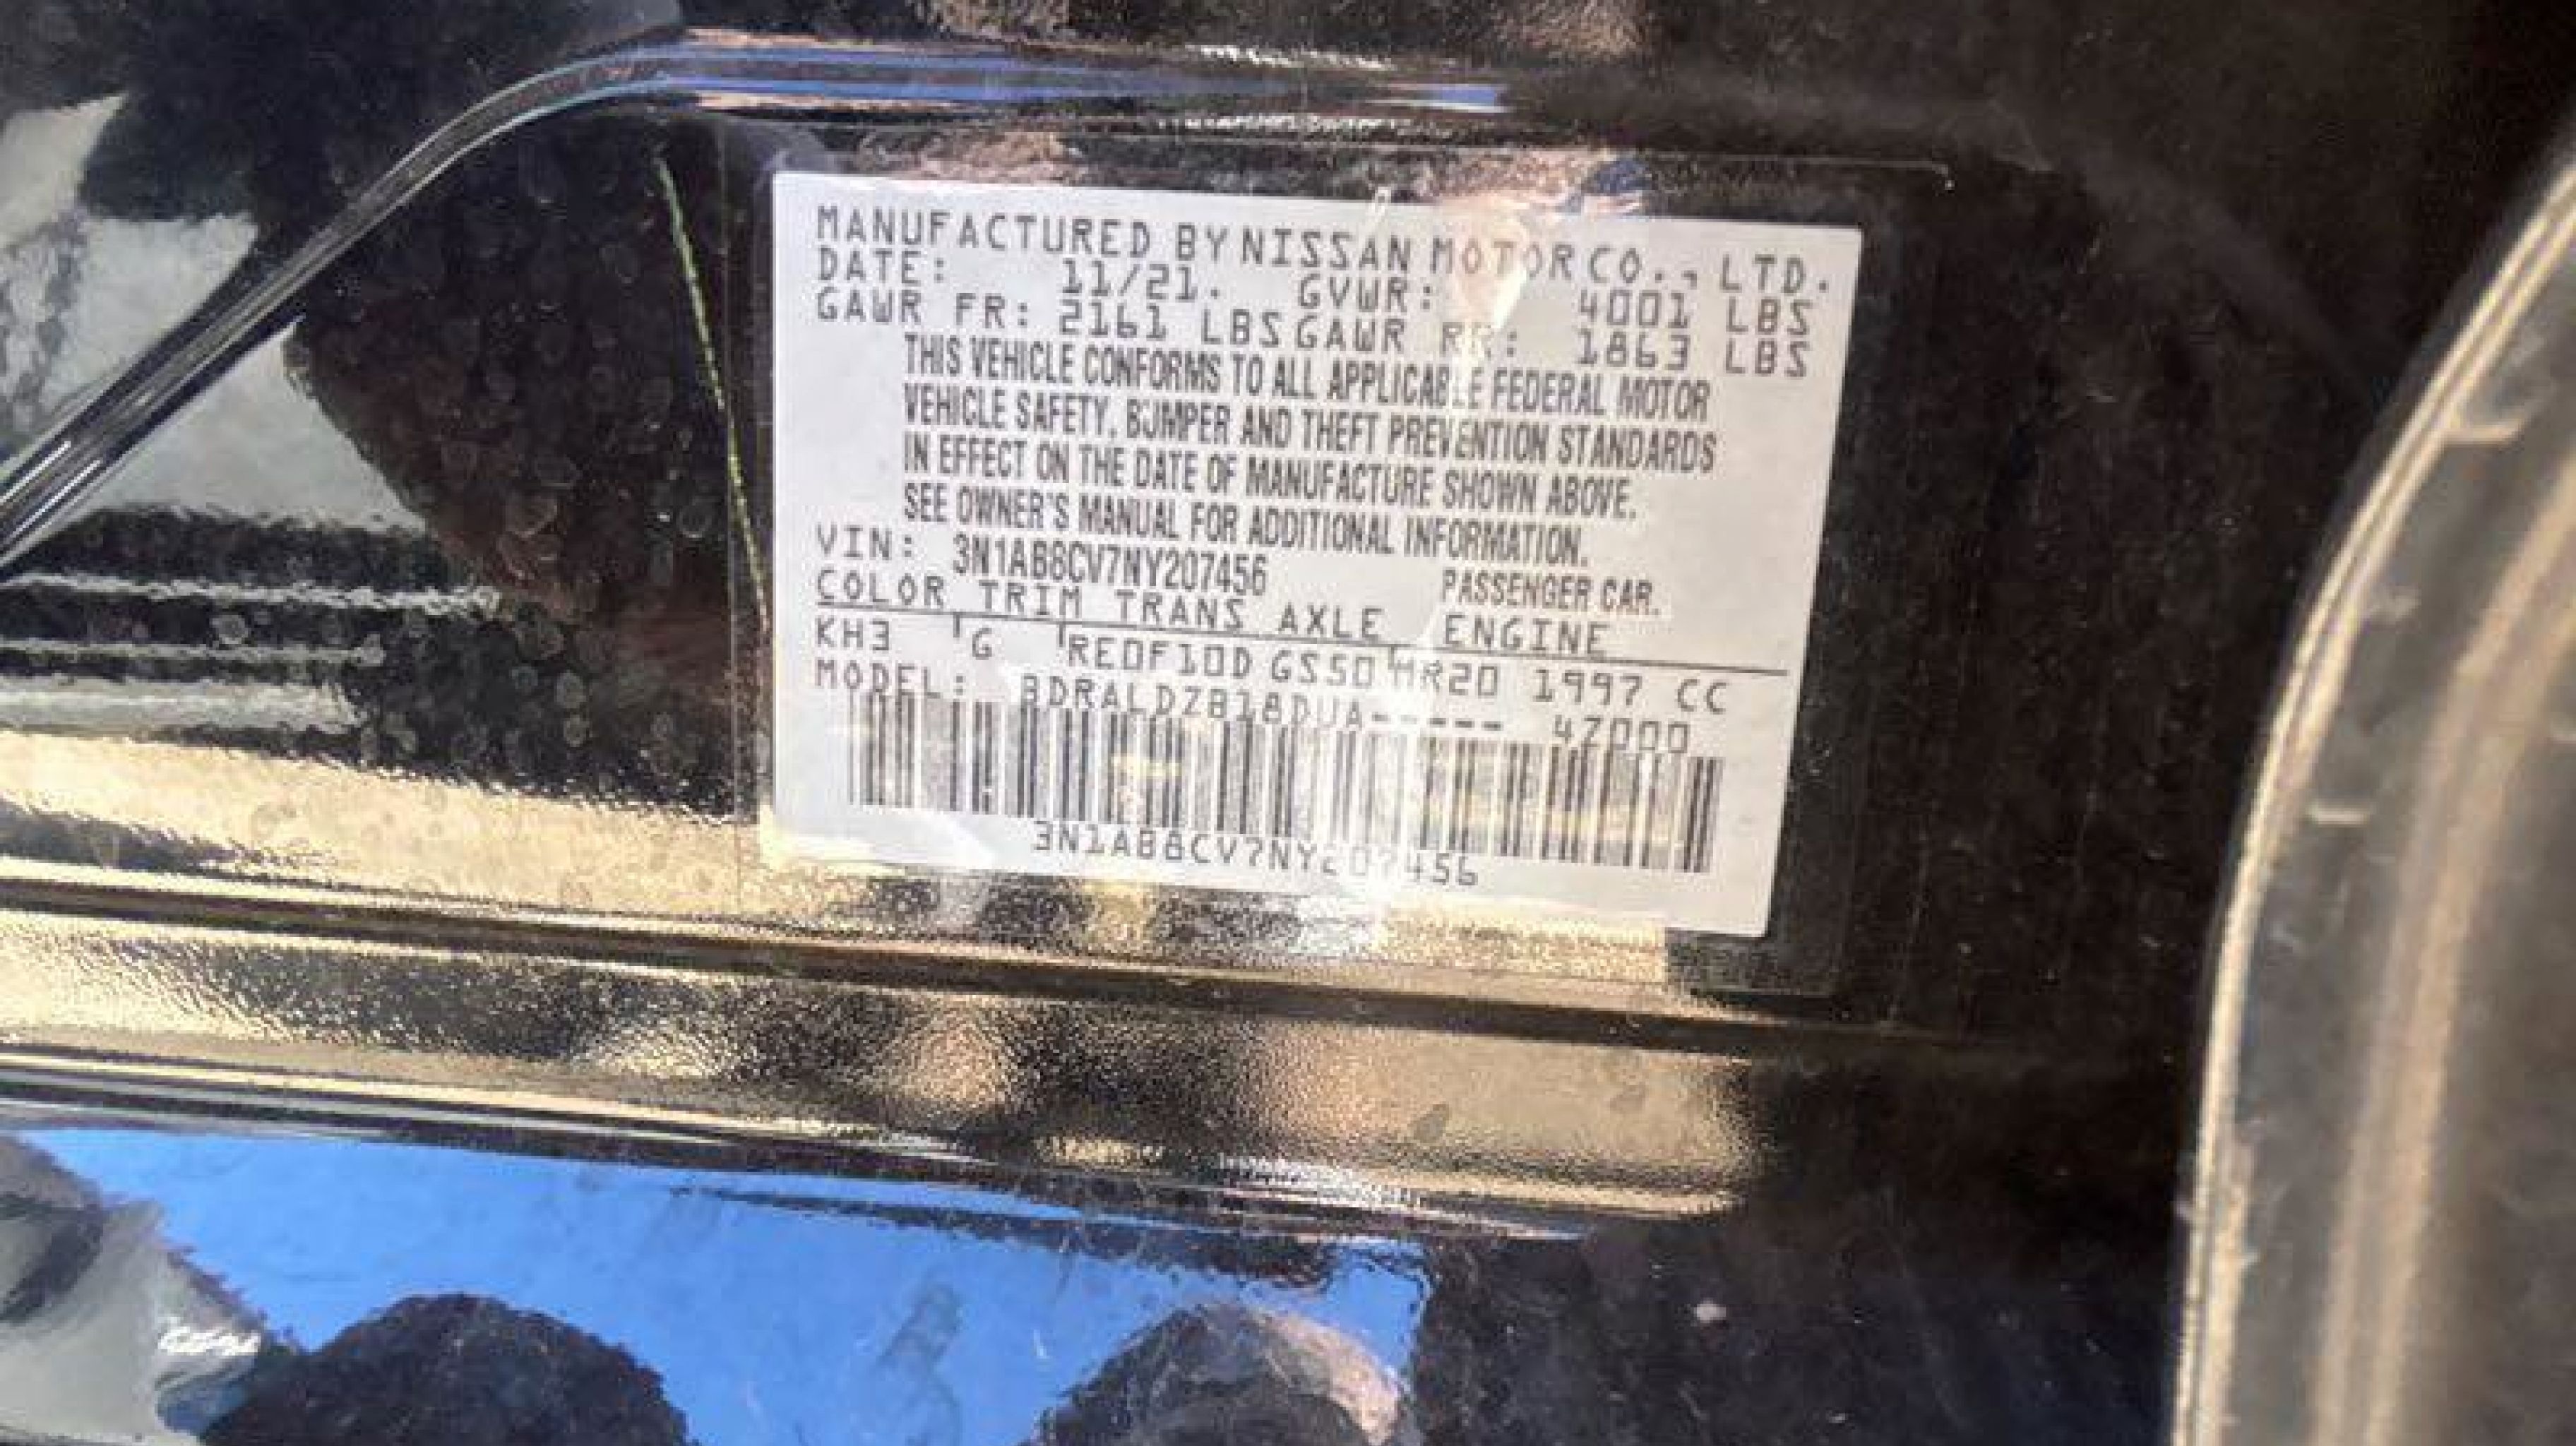 MANUFACTURED BY NISSAN MOTOR CO., LTD.
DATE: 11/21. GVWR: 4001 LBS
GAWR FR: 2161 LBS GAWR RR: 1863 LBS
THIS VEHICLE CONFORMS TO ALL APPLICABLE FEDERAL MOTOR
VEHICLE SAFETY, BUMPER AND THEFT PREVENTION STANDARDS
IN EFFECT ON THE DATE OF MANUFACTURE SHOWN ABOVE.
SEE OWNER'S MANUAL FOR ADDITIONAL INFORMATION.
VIN: 3N1AB8CV7NY207456 PASSENGER CAR.
COLOR TRIM TRANS AXLE ENGINE
KH3 G RE0F10D GS50 MR20 1997 CC
MODEL: BDRALDZB18DUA----- 47000
3N1AB8CV7NY207456